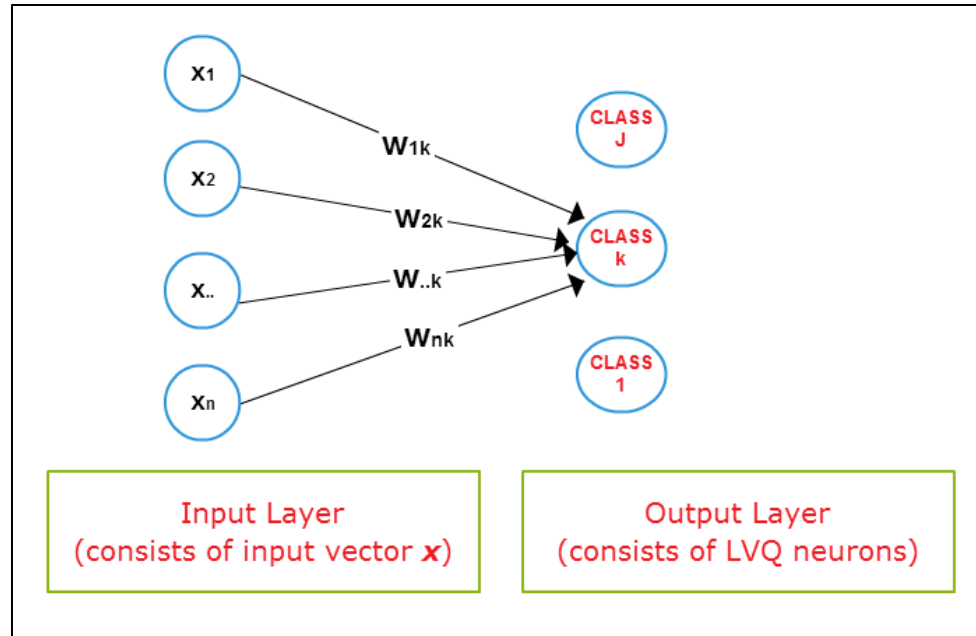 x1
x2
x..
xn
W1k
W2k
W..k
Wnk
CLASS
J
CLASS
k
CLASS
1
Input Layer
(consists of input vector x)
Output Layer
(consists of LVQ neurons)